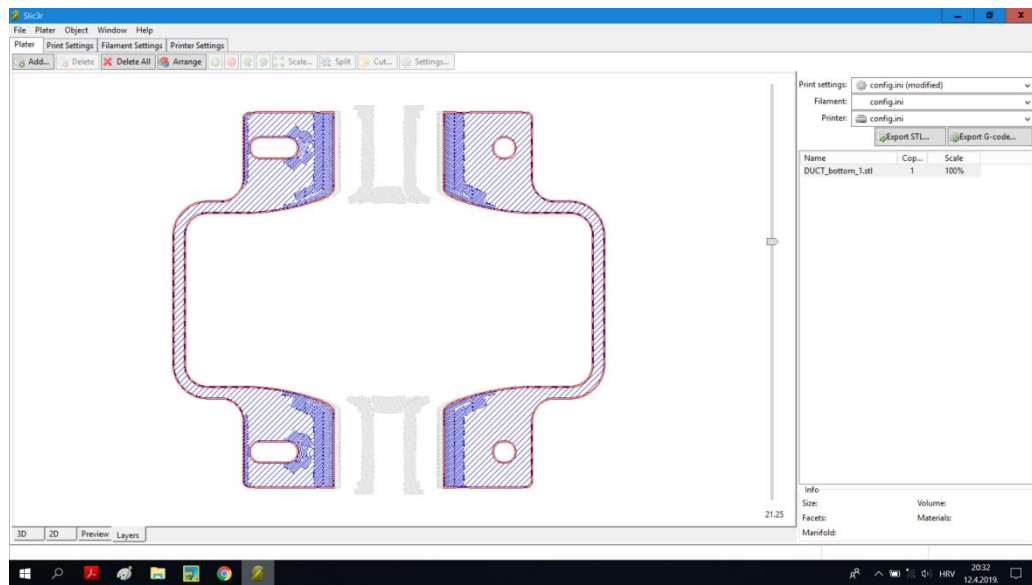 Slic3r
File Plater Object Window Help
Plater Print Settings Filament Settings Printer Settings
Add... Delete Delete All Arrange Scale... Split Cut... Settings...
Print settings: config.ini (modified)
Filament: config.ini
Printer: config.ini
Export STL... Export G-code...
Name Cop... Scale
DUCT_bottom_1.stl 1 100%
21.25
Info
Size: Volume:
Facets: Materials:
Manifold:
3D 2D Preview Layers
HRV 20:32
12.4.2019.